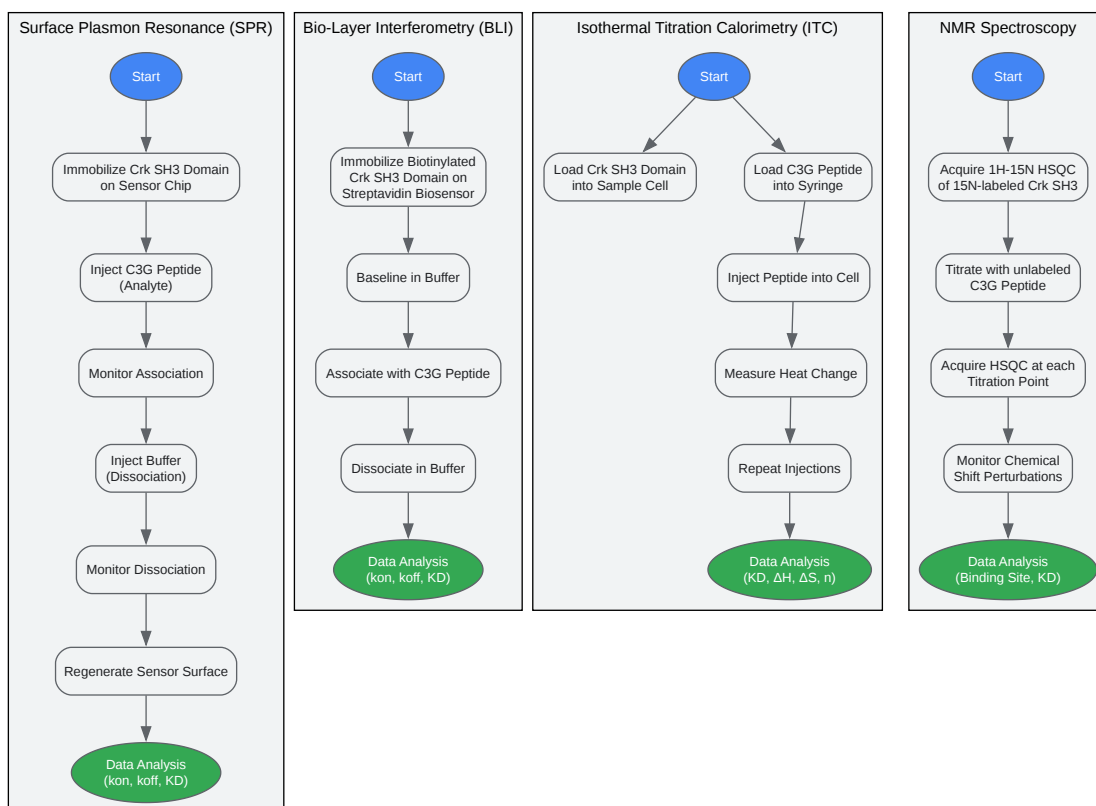 Surface Plasmon Resonance (SPR)
Start
Immobilize Crk SH3 Domain
on Sensor Chip
Inject C3G Peptide
(Analyte)
Monitor Association
Inject Buffer
(Dissociation)
Monitor Dissociation
Regenerate Sensor Surface
Data Analysis
(kon, koff, KD)
Bio-Layer Interferometry (BLI)
Start
Immobilize Biotinylated
Crk SH3 Domain on
Streptavidin Biosensor
Baseline in Buffer
Associate with C3G Peptide
Dissociate in Buffer
Data Analysis
(kon, koff, KD)
Isothermal Titration Calorimetry (ITC)
Start
Load Crk SH3 Domain
into Sample Cell
Load C3G Peptide
into Syringe
Inject Peptide into Cell
Measure Heat Change
Repeat Injections
Data Analysis
(KD, ΔH, ΔS, n)
NMR Spectroscopy
Start
Acquire 1H-15N HSQC
of 15N-labeled Crk SH3
Titrate with unlabeled
C3G Peptide
Acquire HSQC at each
Titration Point
Monitor Chemical
Shift Perturbations
Data Analysis
(Binding Site, KD)